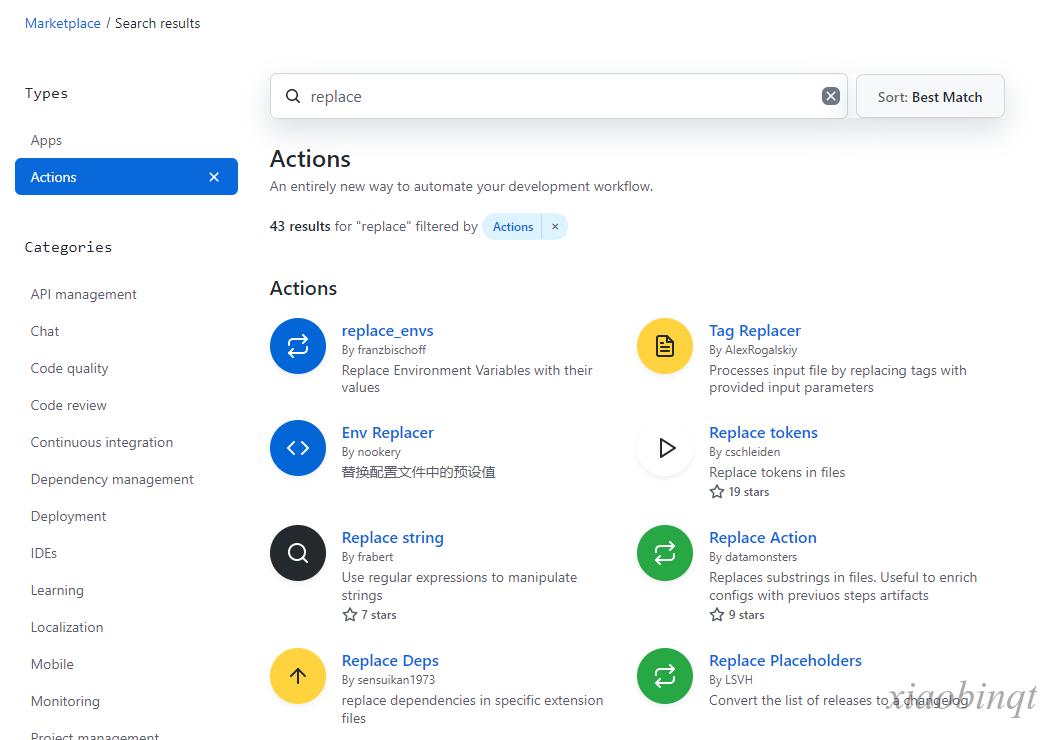 Marketplace / Search results
Types
Apps
Actions
Categories
API management
Chat
Code quality
Code review
Continuous integration
Dependency management
Deployment
IDEs
Learning
Localization
Mobile
Monitoring
Project management
replace
Sort: Best Match
Actions
An entirely new way to automate your development workflow.
43 results for "replace" filtered by Actions ×
Actions
replace_envs
By franzbischoff
Replace Environment Variables with their
values
Tag Replacer
By AlexRogalskiy
Processes input file by replacing tags with
provided input parameters
Env Replacer
By nookery
替换配置文件中的预设值
Replace tokens
By cschleiden
Replace tokens in files
19 stars
Replace string
By frabert
Use regular expressions to manipulate
strings
7 stars
Replace Action
By datamonsters
Replaces substrings in files. Useful to enrich
configs with previuos steps artifacts
9 stars
Replace Deps
By sensuikan1973
replace dependencies in specific extension
files
Replace Placeholders
By LSVH
Convert the list of releases to a changelog
xiaobinqt